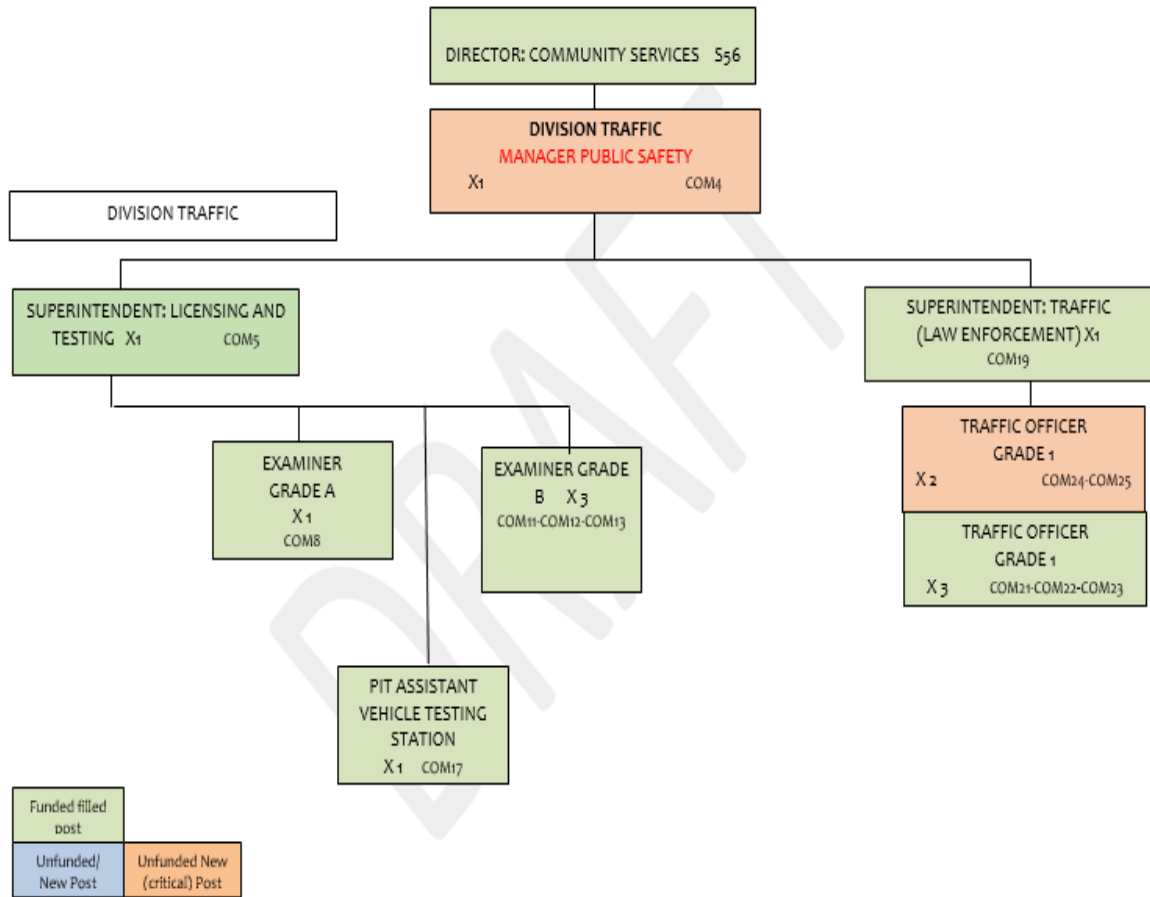 DIRECTOR: COMMUNITY SERVICES S56
DIVISION TRAFFIC
MANAGER PUBLIC SAFETY
X1 COM4
DIVISION TRAFFIC
SUPERINTENDENT: LICENSING AND
TESTING X1 COM5
SUPERINTENDENT: TRAFFIC
(LAW ENFORCEMENT) X1
COM19
EXAMINER
GRADE A
X 1
COM8
EXAMINER GRADE
B X 3
COM11-COM12-COM13
TRAFFIC OFFICER
GRADE 1
X 2 COM24-COM25
TRAFFIC OFFICER
GRADE 1
X 3 COM21-COM22-COM23
PIT ASSISTANT
VEHICLE TESTING
STATION
X 1 COM17
Funded filled
post
Unfunded/
New Post
Unfunded New
(critical) Post
DRAFT